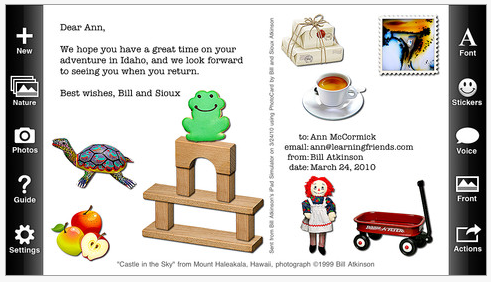 New
Nature
Photos
Guide
Settings
Dear Ann,
We hope you have a great time on your
adventure in Idaho, and we look forward
to seeing you when you return.
Best wishes, Bill and Sioux
Sent from Bill Atkinson's iPad Simulator on 3/24/10 using PhotoCard by Bill and Sioux Atkinson
to: Ann McCormick
email: ann@learningfriends.com
from: Bill Atkinson
date: March 24, 2010
"Castle in the Sky" from Mount Haleakala, Hawaii, photograph ©1999 Bill Atkinson
Font
Stickers
Voice
Front
Actions